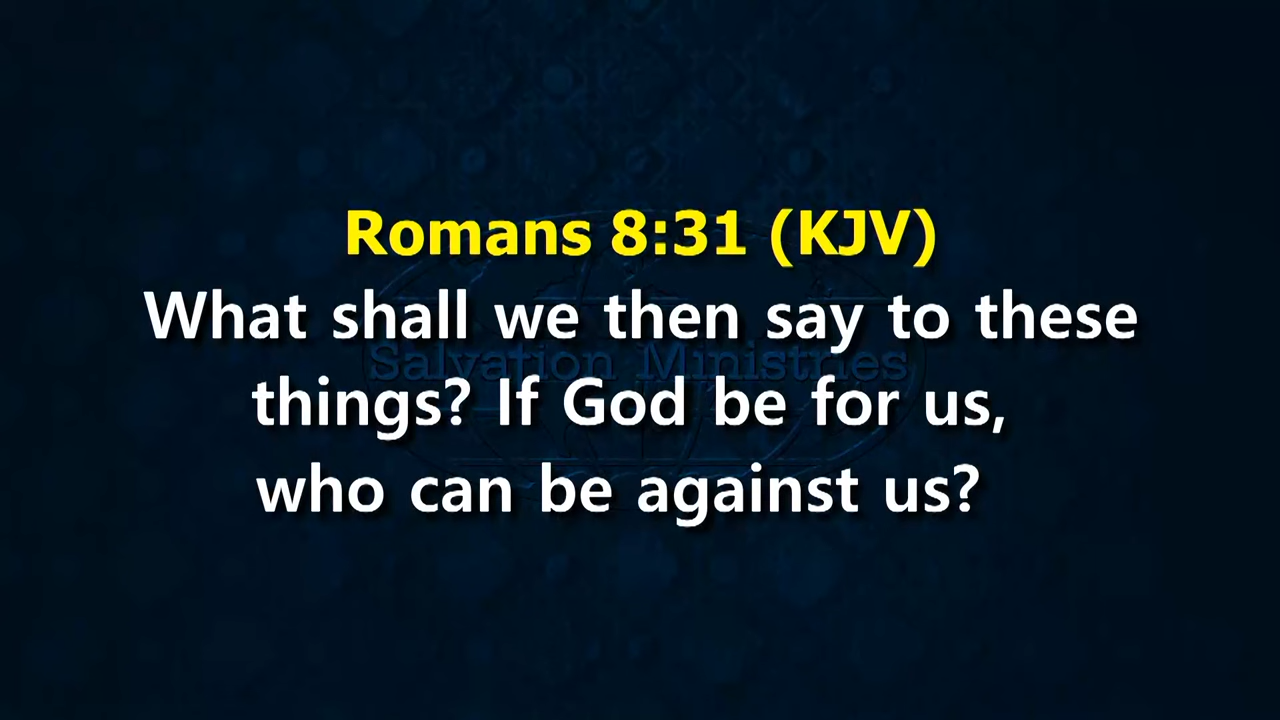 Romans 8:31 (KJV)
What shall we then say to these
Salvation Ministries
things? If God be for us,
who can be against us?